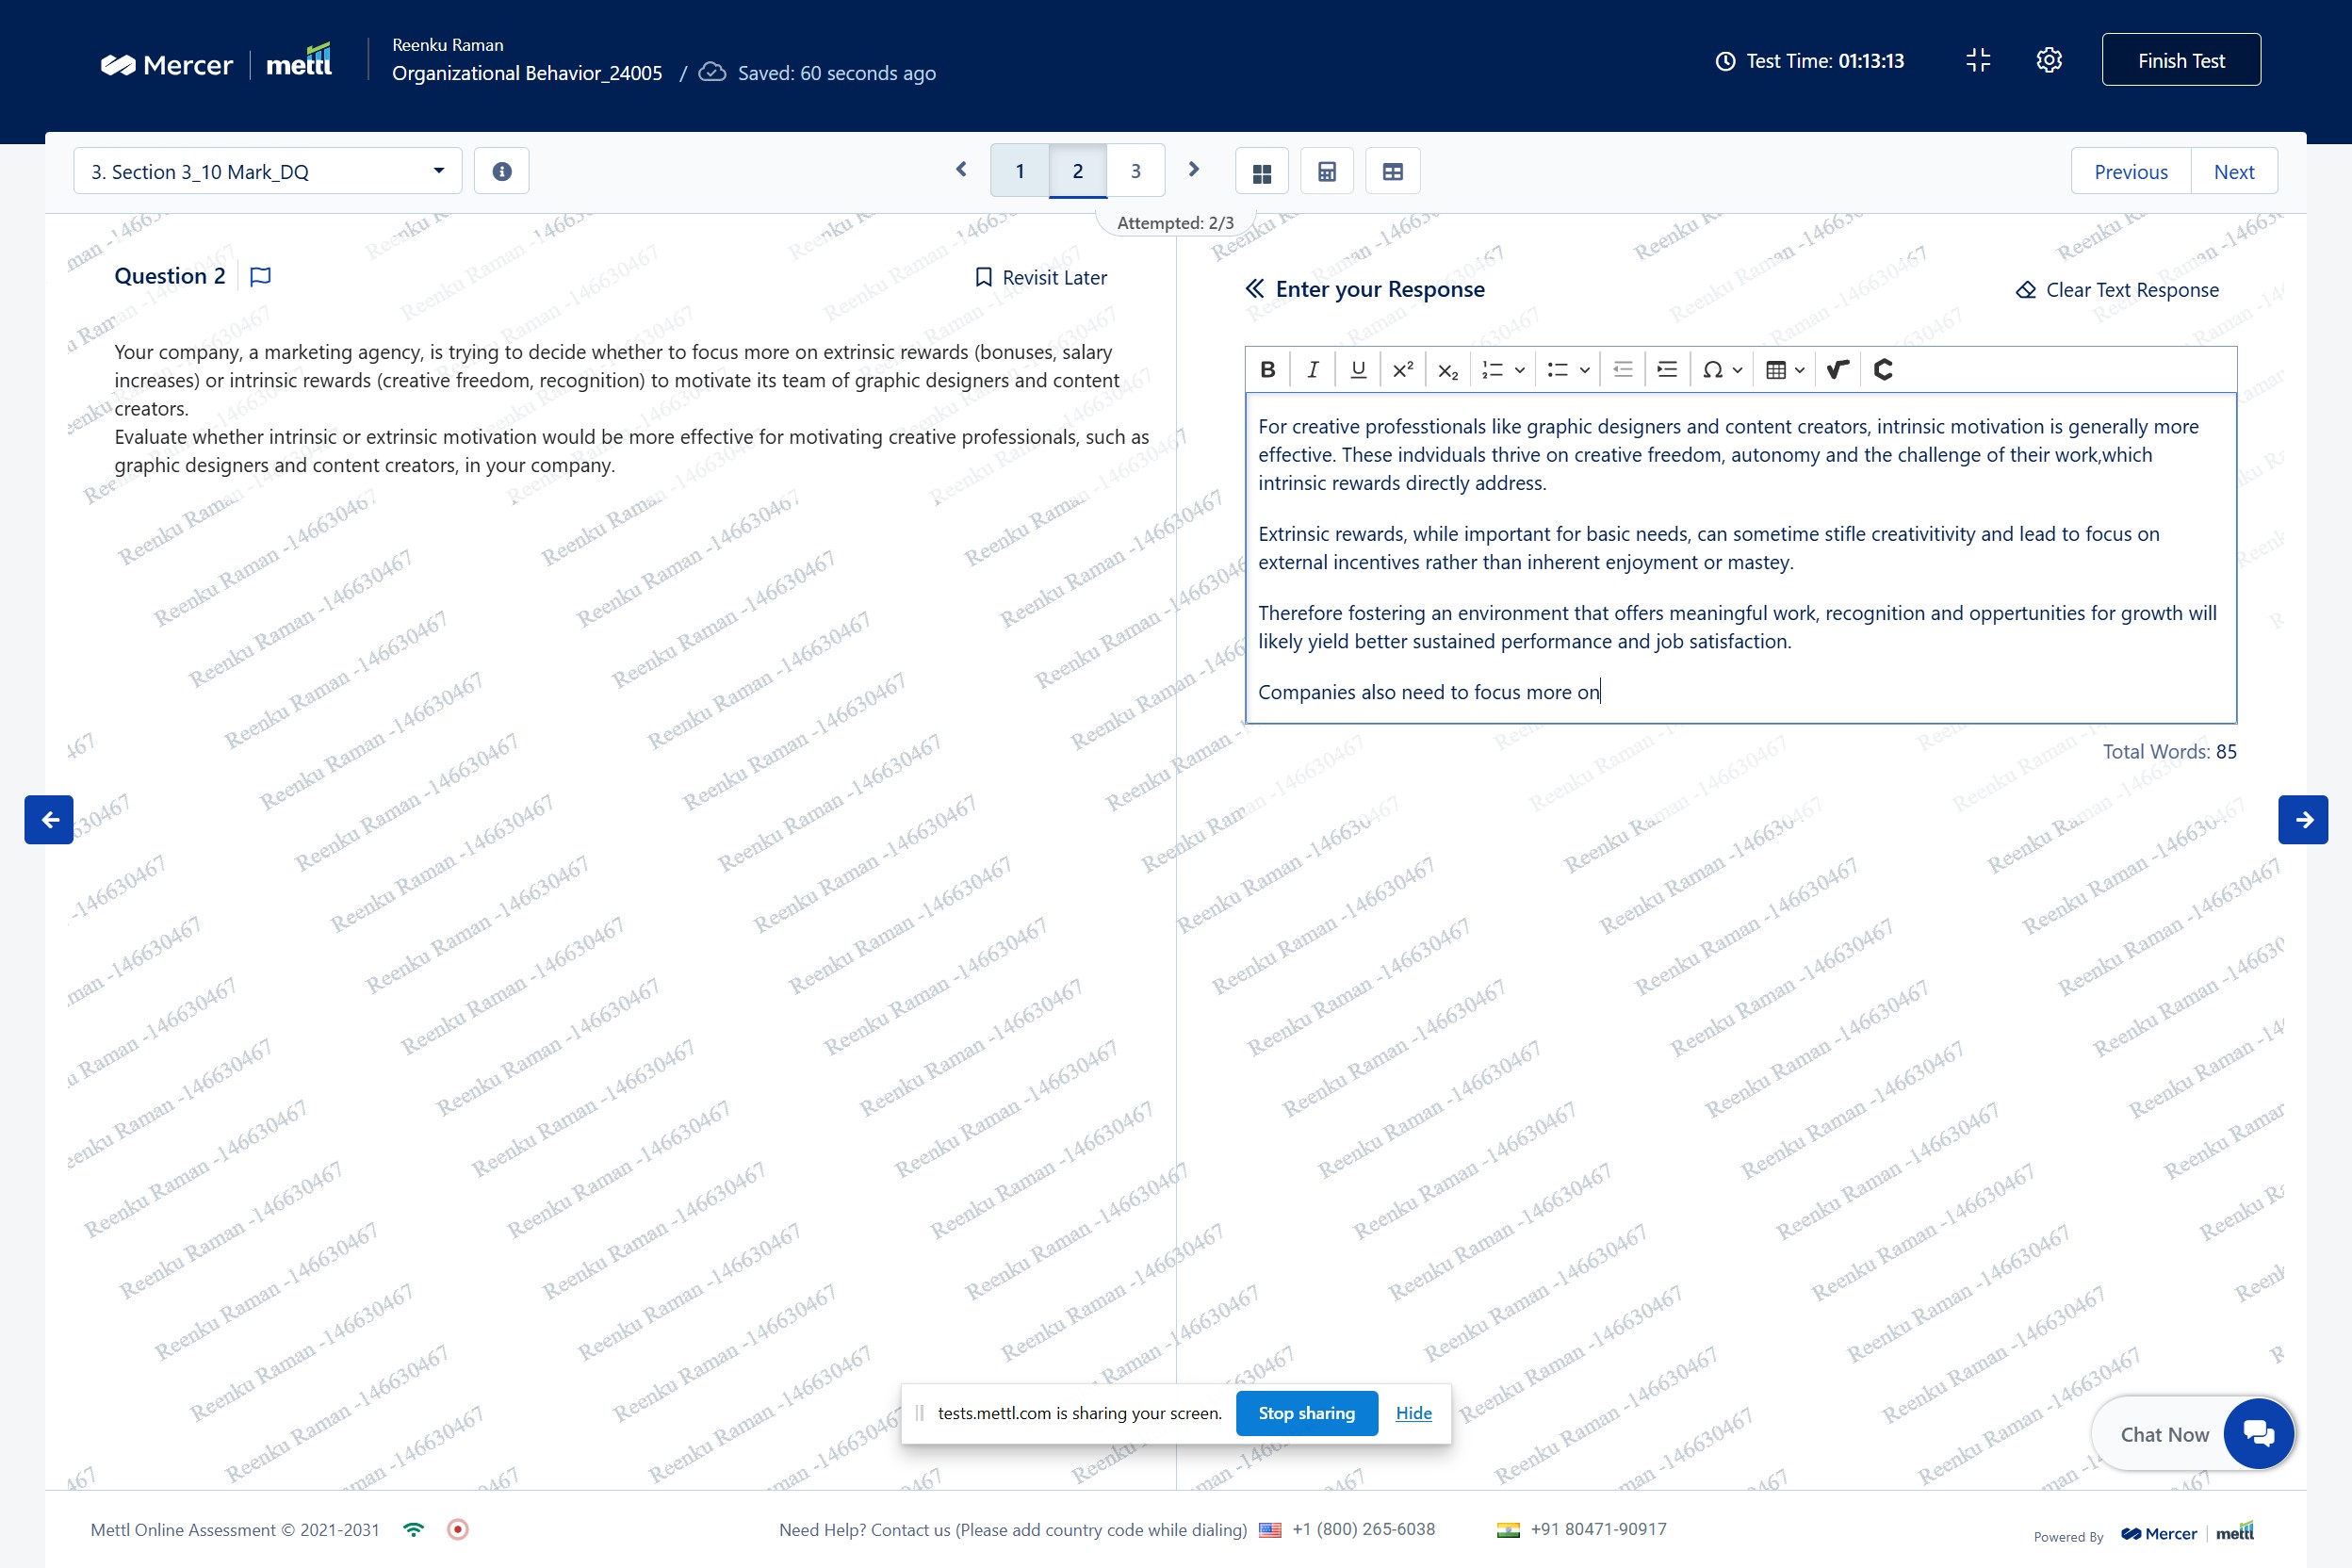 Mercer | mettl
Reenku Raman
Organizational Behavior_24005 / Saved: 60 seconds ago
Test Time: 01:13:13
Finish Test
3. Section 3_10 Mark_DQ
1 2 3
Previous Next
Attempted: 2/3
Question 2
Revisit Later
Your company, a marketing agency, is trying to decide whether to focus more on extrinsic rewards (bonuses, salary
increases) or intrinsic rewards (creative freedom, recognition) to motivate its team of graphic designers and content
creators.
Evaluate whether intrinsic or extrinsic motivation would be more effective for motivating creative professionals, such as
graphic designers and content creators, in your company.
Enter your Response
Clear Text Response
For creative professtionals like graphic designers and content creators, intrinsic motivation is generally more
effective. These indviduals thrive on creative freedom, autonomy and the challenge of their work,which
intrinsic rewards directly address.
Extrinsic rewards, while important for basic needs, can sometime stifle creativitivity and lead to focus on
external incentives rather than inherent enjoyment or mastey.
Therefore fostering an environment that offers meaningful work, recognition and oppertunities for growth will
likely yield better sustained performance and job satisfaction.
Companies also need to focus more on
Total Words: 85
Reenku Raman -146630467
tests.mettl.com is sharing your screen.
Stop sharing
Hide
Chat Now
Mettl Online Assessment © 2021-2031
Need Help? Contact us (Please add country code while dialing) +1 (800) 265-6038 +91 80471-90917
Powered By Mercer | mettl